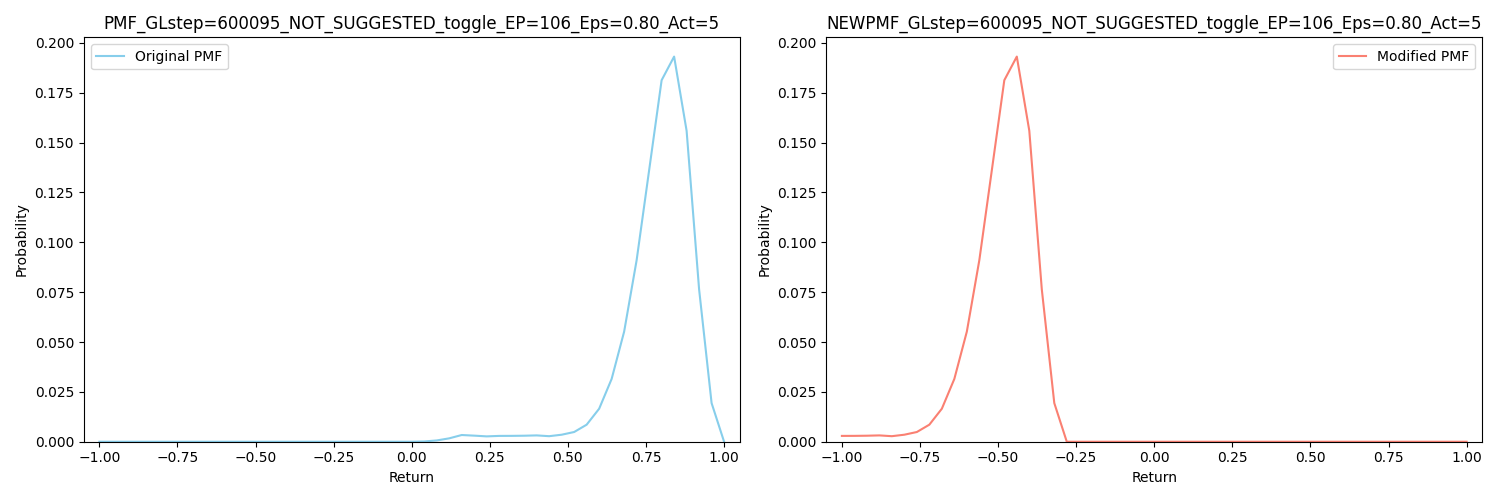 PMF_GLstep=600095_NOT_SUGGESTED_toggle_EP=106_Eps=0.80_Act=5
Original PMF
0.200
0.175
0.150
0.125
0.100
0.075
0.050
0.025
0.000
Probability
−1.00 −0.75 −0.50 −0.25 0.00 0.25 0.50 0.75 1.00
Return
NEWPMF_GLstep=600095_NOT_SUGGESTED_toggle_EP=106_Eps=0.80_Act=5
Modified PMF
0.200
0.175
0.150
0.125
0.100
0.075
0.050
0.025
0.000
Probability
−1.00 −0.75 −0.50 −0.25 0.00 0.25 0.50 0.75 1.00
Return